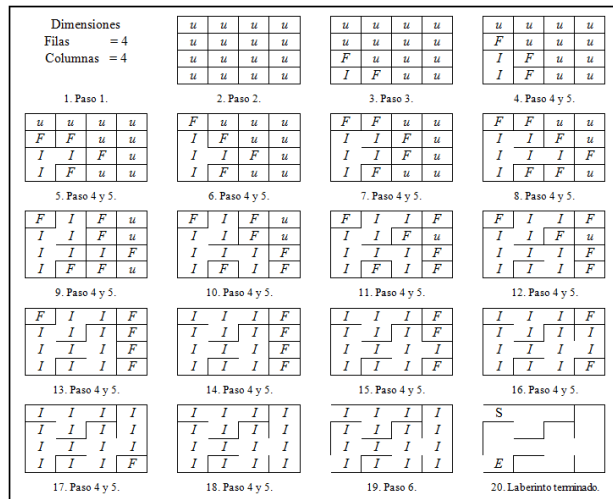 Dimensiones
Filas = 4
Columnas = 4
1. Paso 1.
u u u u
u u u u
u u u u
u u u u
2. Paso 2.
u u u u
u u u u
F u u u
I F u u
3. Paso 3.
u u u u
F u u u
I F u u
I F u u
4. Paso 4 y 5.
u u u u
F F u u
I I F u
I F u u
5. Paso 4 y 5.
F u u u
I F u u
I I F u
I F u u
6. Paso 4 y 5.
F F u u
I I F u
I I F u
I F u u
7. Paso 4 y 5.
F F u u
I I F u
I I I F
I F F u
8. Paso 4 y 5.
F I F u
I I F u
I I I F
I F F u
9. Paso 4 y 5.
F I F u
I I F u
I I I F
I F I F
10. Paso 4 y 5.
F I I F
I I F u
I I I F
I F I F
11. Paso 4 y 5.
F I I F
I I F u
I I I F
I I I F
12. Paso 4 y 5.
F I I F
I I I F
I I I F
I I I F
13. Paso 4 y 5.
I I I F
I I I F
I I I F
I I I F
14. Paso 4 y 5.
I I I F
I I I F
I I I I
I I I F
15. Paso 4 y 5.
I I I F
I I I I
I I I I
I I I F
16. Paso 4 y 5.
I I I I
I I I I
I I I I
I I I F
17. Paso 4 y 5.
I I I I
I I I I
I I I I
I I I I
18. Paso 4 y 5.
I I I I
I I I I
I I I I
I I I I
19. Paso 6.
S
E
20. Laberinto terminado.